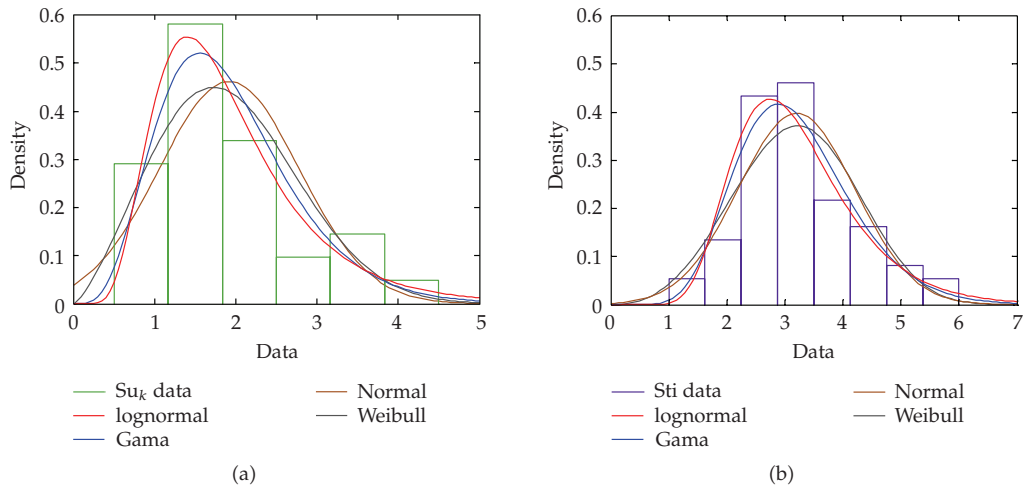 0.6
0.5
0.4
0.3
0.2
0.1
0
Density
0 1 2 3 4 5
Data
Su_k data
lognormal
Gama
Normal
Weibull
(a)
0.6
0.5
0.4
0.3
0.2
0.1
0
Density
0 1 2 3 4 5 6 7
Data
Sti data
lognormal
Gama
Normal
Weibull
(b)